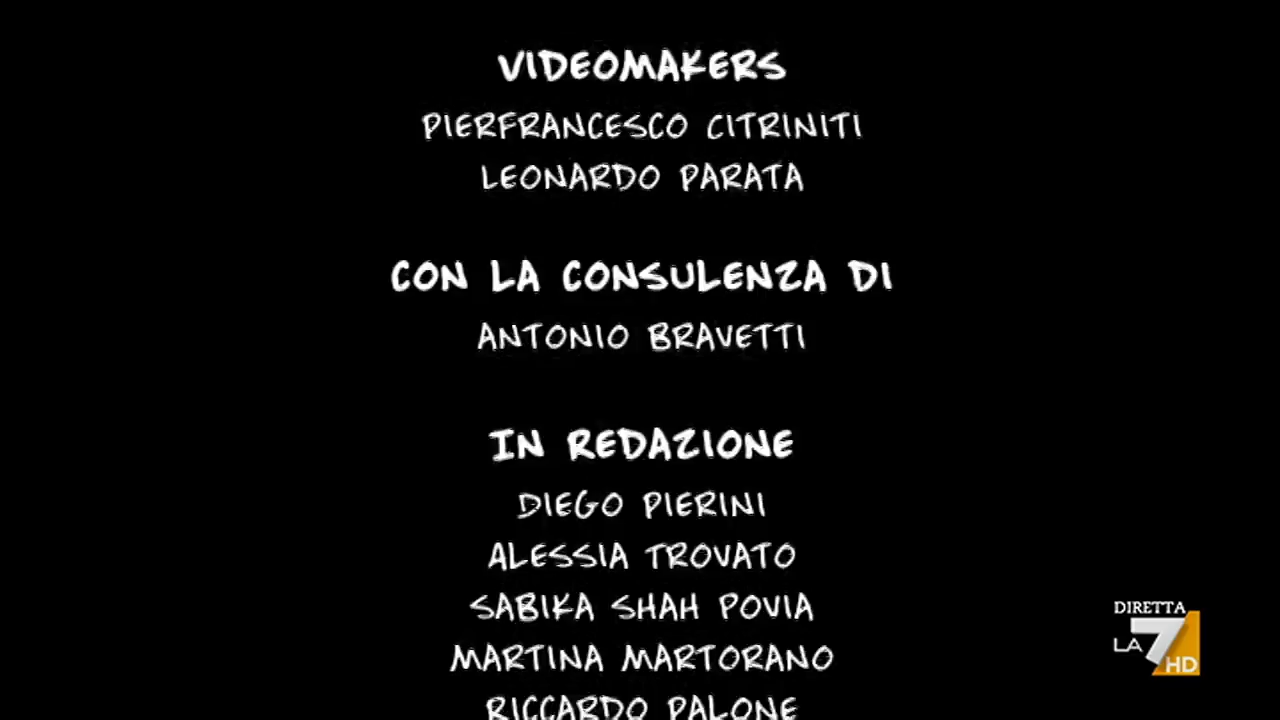 VIDEOMAKERS
PIERFRANCESCO CITRINITI
LEONARDO PARATA
CON LA CONSULENZA DI
ANTONIO BRAVETTI
IN REDAZIONE
DIEGO PIERINI
ALESSIA TROVATO
SABIKA SHAH POVIA
MARTINA MARTORANO
RICCARDO PALONE
DIRETTA
LA 7 HD